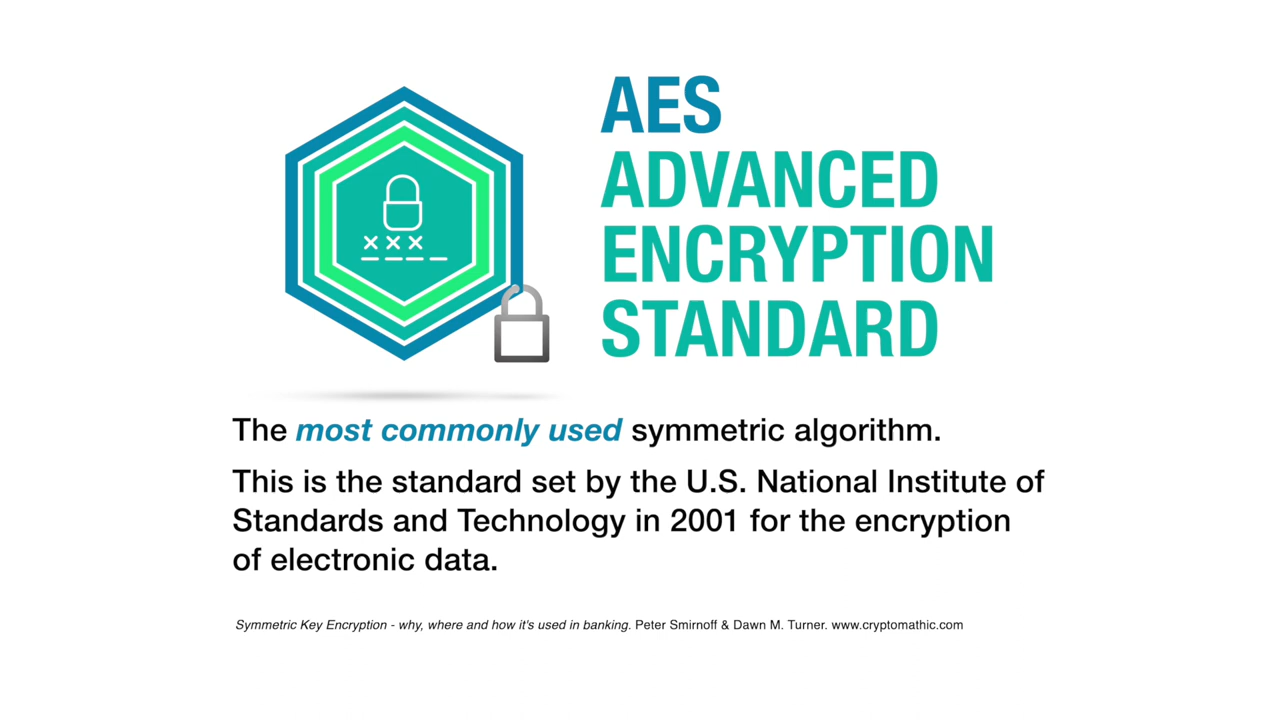 AES
ADVANCED
ENCRYPTION
STANDARD
xxx
The most commonly used symmetric algorithm.
This is the standard set by the U.S. National Institute of
Standards and Technology in 2001 for the encryption
of electronic data.
Symmetric Key Encryption - why, where and how it's used in banking. Peter Smirnoff & Dawn M. Turner. www.cryptomathic.com